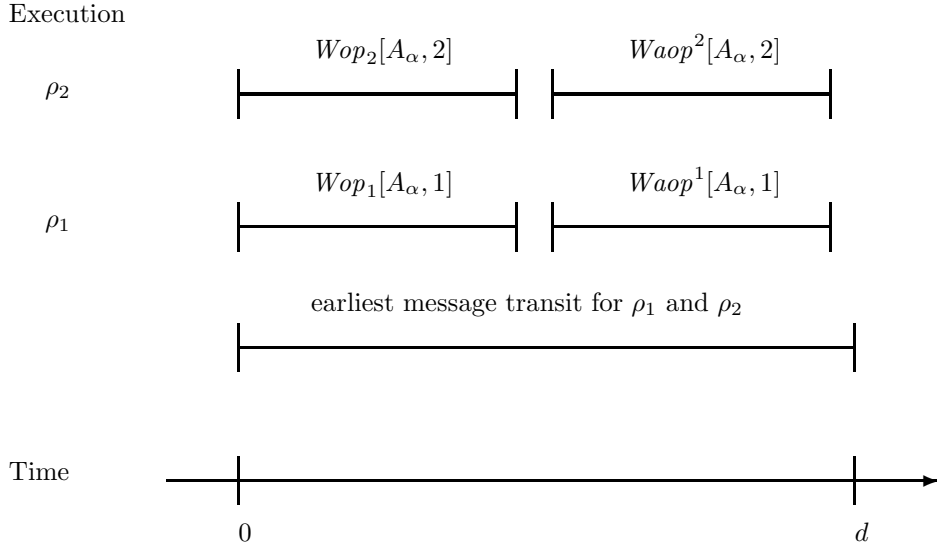 Execution
Wop₂[Aα, 2] Waop²[Aα, 2]
ρ₂
Wop₁[Aα, 1] Waop¹[Aα, 1]
ρ₁
earliest message transit for ρ₁ and ρ₂
Time
0 d